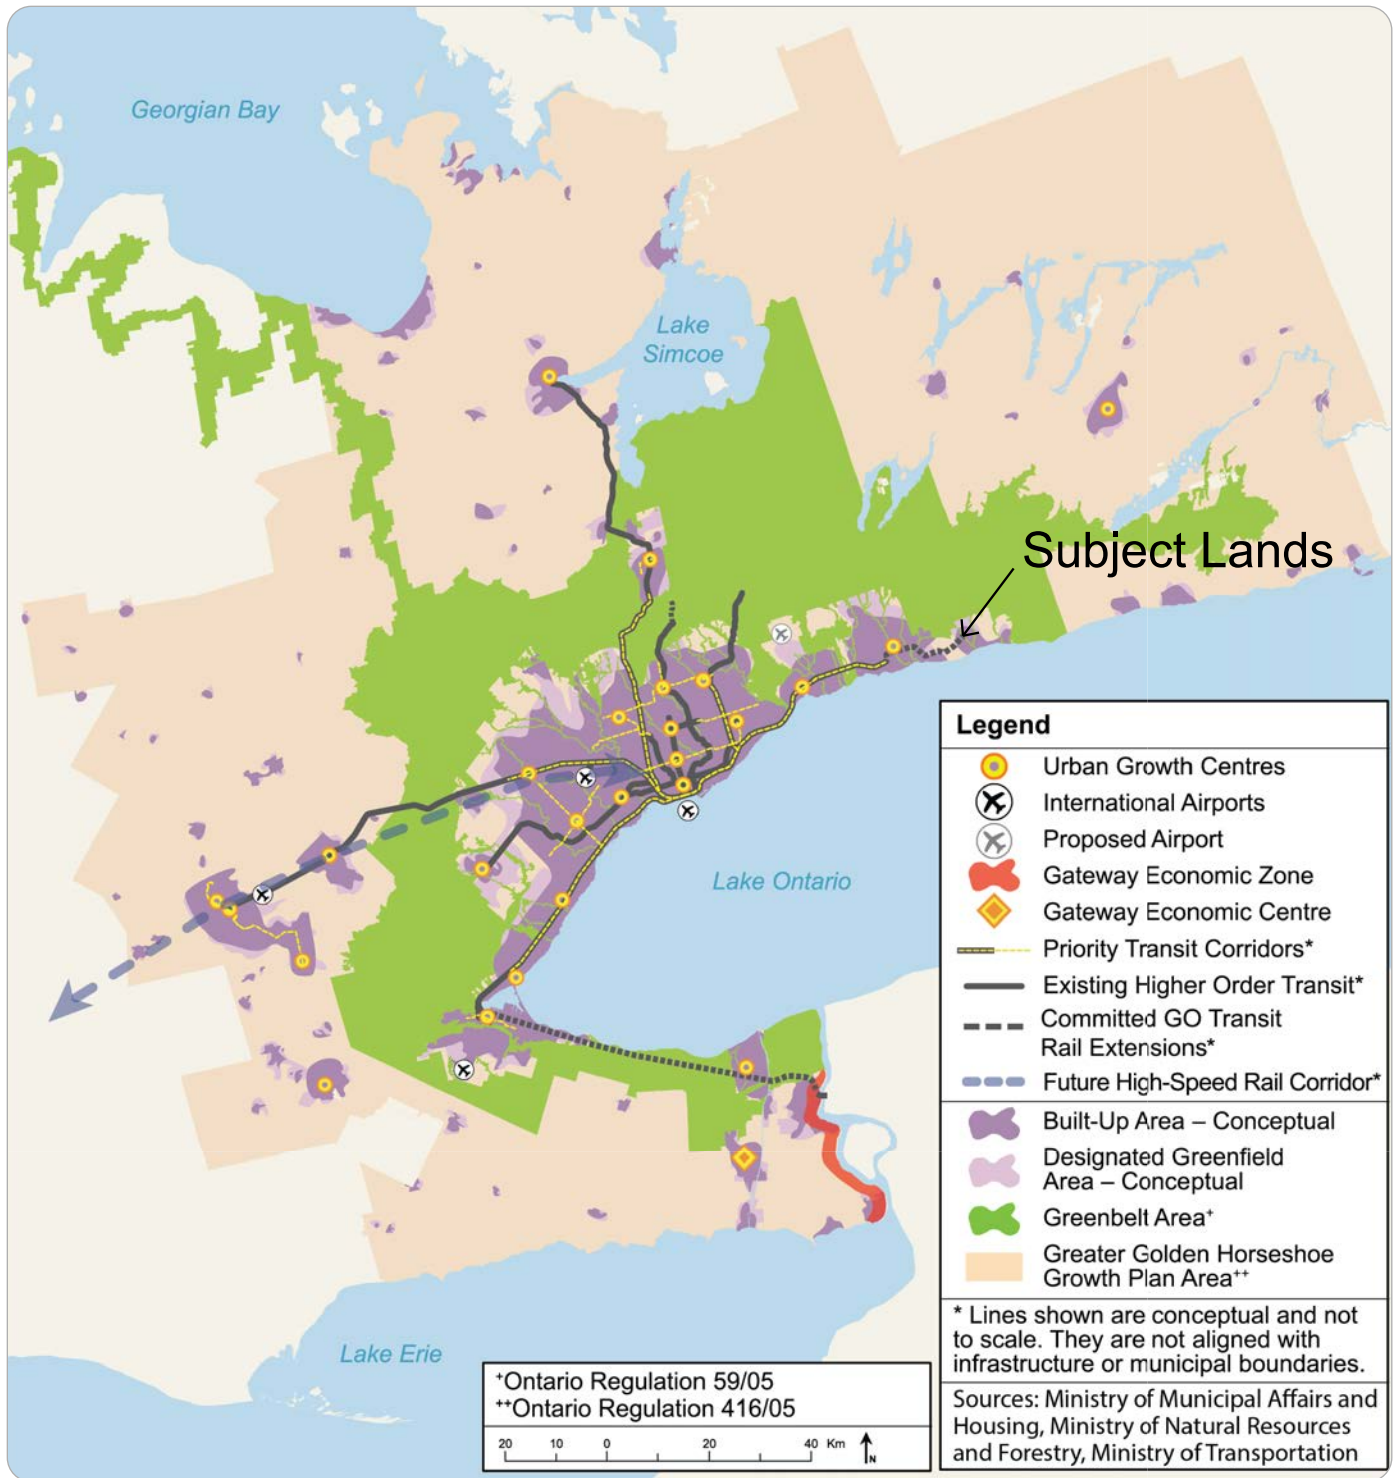 Georgian Bay
Lake
Simcoe
Subject Lands
Lake Ontario
Lake Erie
Legend
Urban Growth Centres
International Airports
Proposed Airport
Gateway Economic Zone
Gateway Economic Centre
Priority Transit Corridors*
Existing Higher Order Transit*
Committed GO Transit
Rail Extensions*
Future High-Speed Rail Corridor*
Built-Up Area – Conceptual
Designated Greenfield
Area – Conceptual
Greenbelt Area+
Greater Golden Horseshoe
Growth Plan Area++
* Lines shown are conceptual and not
to scale. They are not aligned with
infrastructure or municipal boundaries.
Sources: Ministry of Municipal Affairs and
Housing, Ministry of Natural Resources
and Forestry, Ministry of Transportation
+Ontario Regulation 59/05
++Ontario Regulation 416/05
20 10 0 20 40 Km N